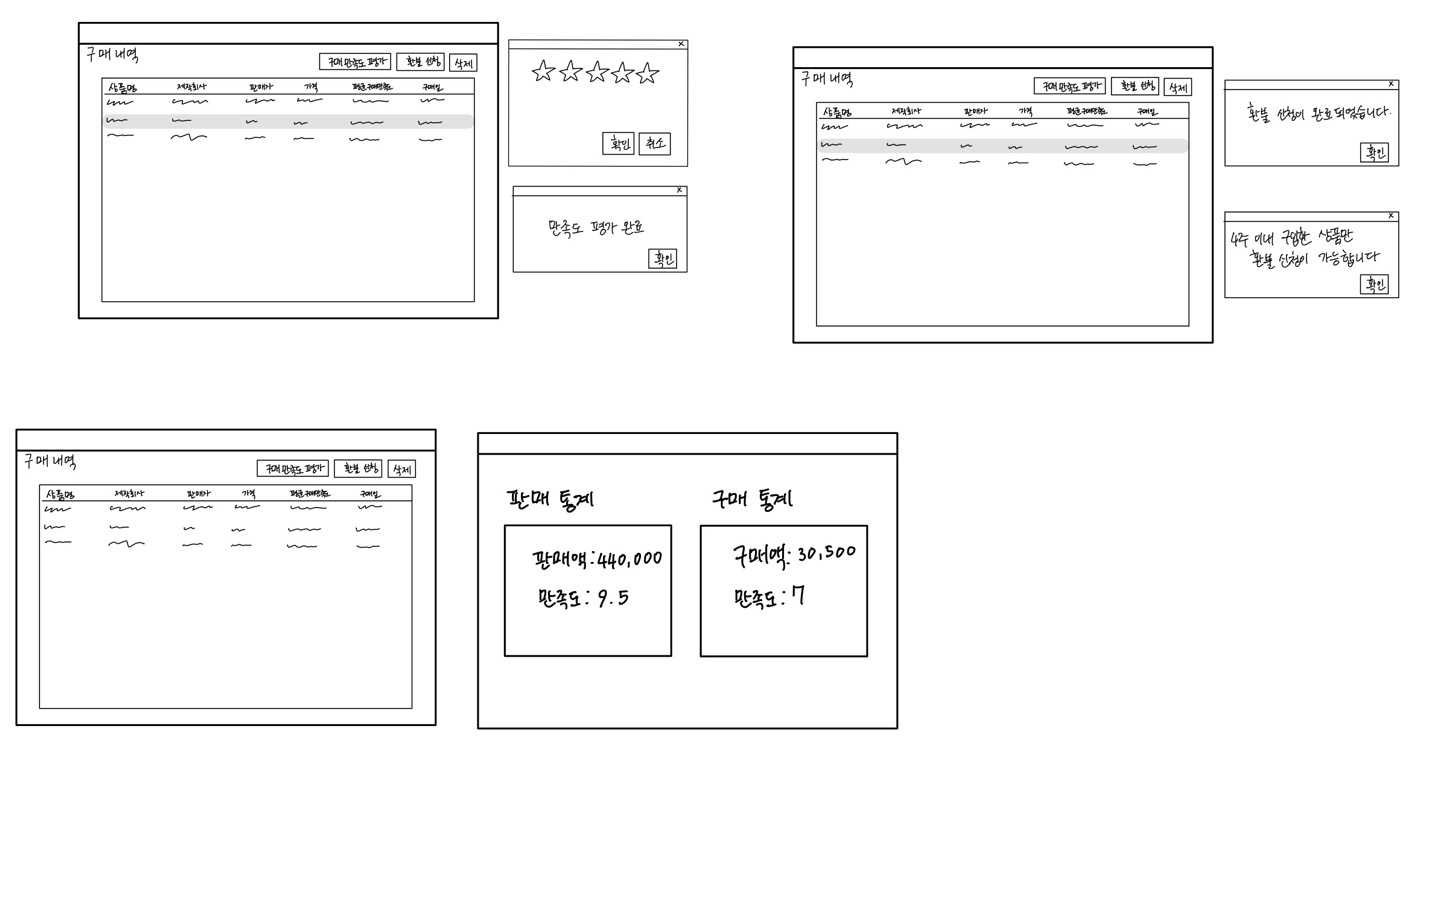 구매 내역
구매 만족도 평가 환불 신청 삭제
상품명 제작회사 판매자 가격 평균 구매만족도 구매일
x
확인 취소
x
만족도 평가 완료
확인
구매 내역
구매 만족도 평가 환불 신청 삭제
상품명 제작회사 판매자 가격 평균 구매만족도 구매일
x
환불 신청이 완료되었습니다.
확인
x
4주 이내 구입한 상품만
환불 신청이 가능합니다
확인
구매 내역
구매 만족도 평가 환불 신청 삭제
상품명 제작회사 판매자 가격 평균 구매만족도 구매일
판매 통계
판매액: 440,000
만족도: 9.5
구매 통계
구매액: 30,500
만족도: 7